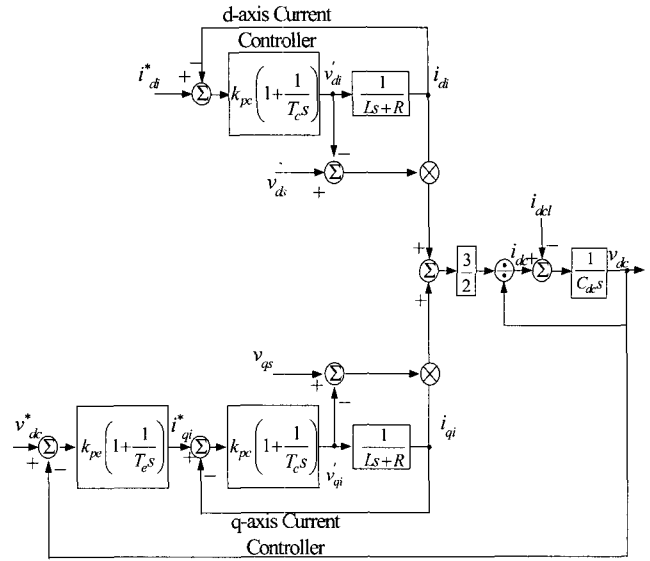 d-axis Current
Controller
i*di
+
−
Σ
kpc(1+1/Tcs)
v'di
1/Ls+R
idi
−
vds
+
Σ
×
idcl
−
+
Σ
+
3/2
÷
idc
+
Σ
1/Cdcs
vdc
vqs
+
Σ
−
×
v*dc
+
Σ
−
kpe(1+1/Tes)
i*qi
+
Σ
−
kpc(1+1/Tcs)
v'qi
1/Ls+R
iqi
q-axis Current
Controller